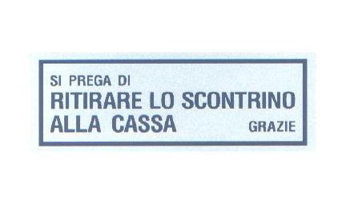 SI PREGA DI
RITIRARE LO SCONTRINO
ALLA CASSA GRAZIE